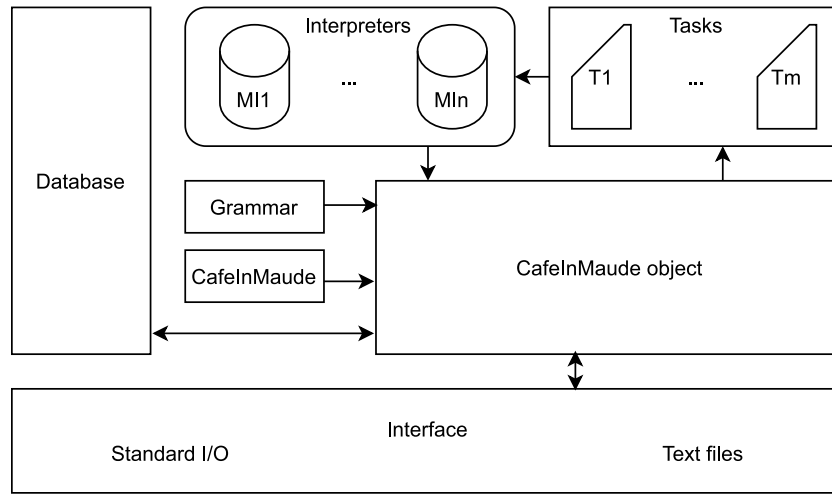 Interpreters
Tasks
MI1
...
MIn
T1
...
Tm
Database
Grammar
CafeInMaude
CafeInMaude object
Interface
Standard I/O
Text files